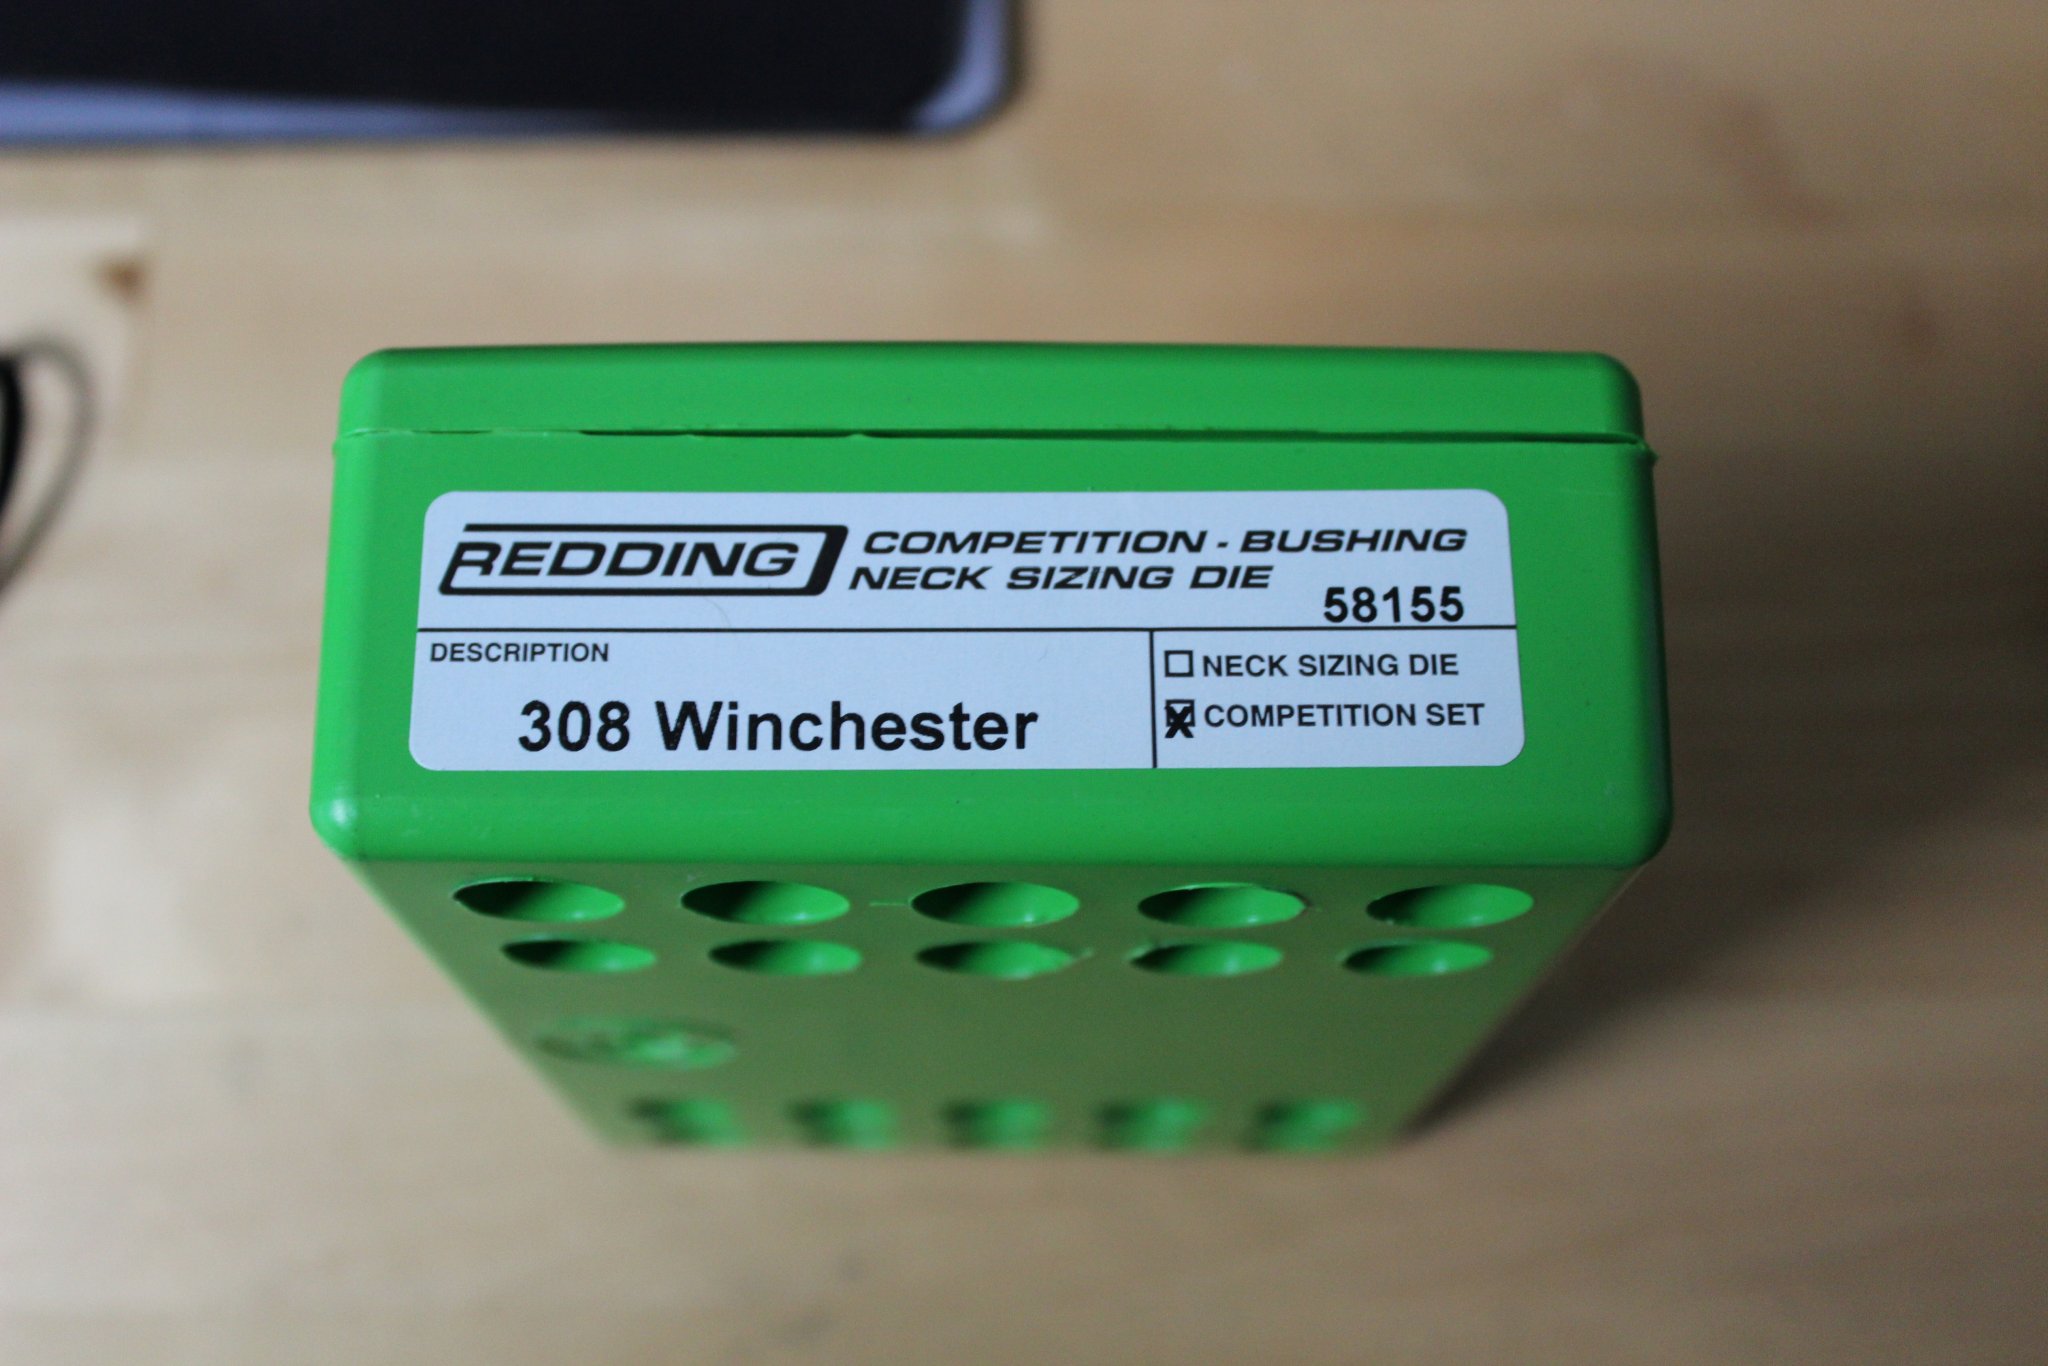 REDDING COMPETITION - BUSHING
NECK SIZING DIE
58155
DESCRIPTION
308 Winchester
NECK SIZING DIE
X COMPETITION SET